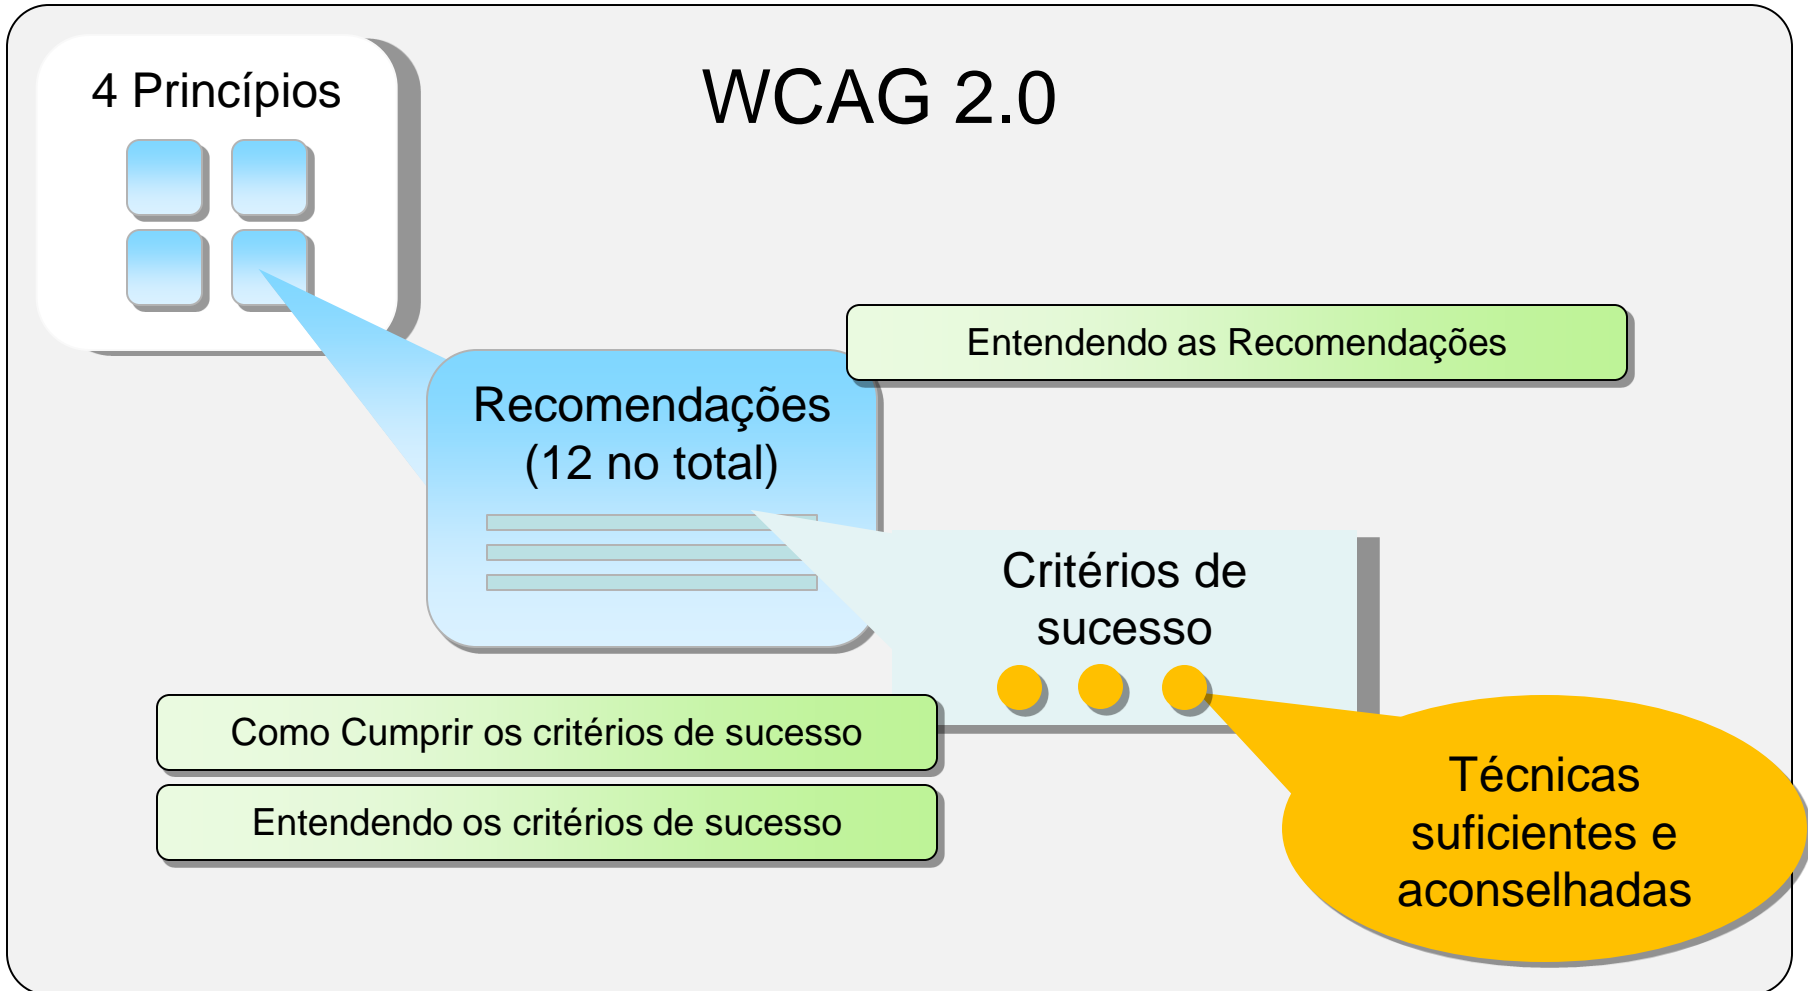 4 Princípios
WCAG 2.0
Entendendo as Recomendações
Recomendações
(12 no total)
Critérios de
sucesso
Como Cumprir os critérios de sucesso
Entendendo os critérios de sucesso
Técnicas
suficientes e
aconselhadas